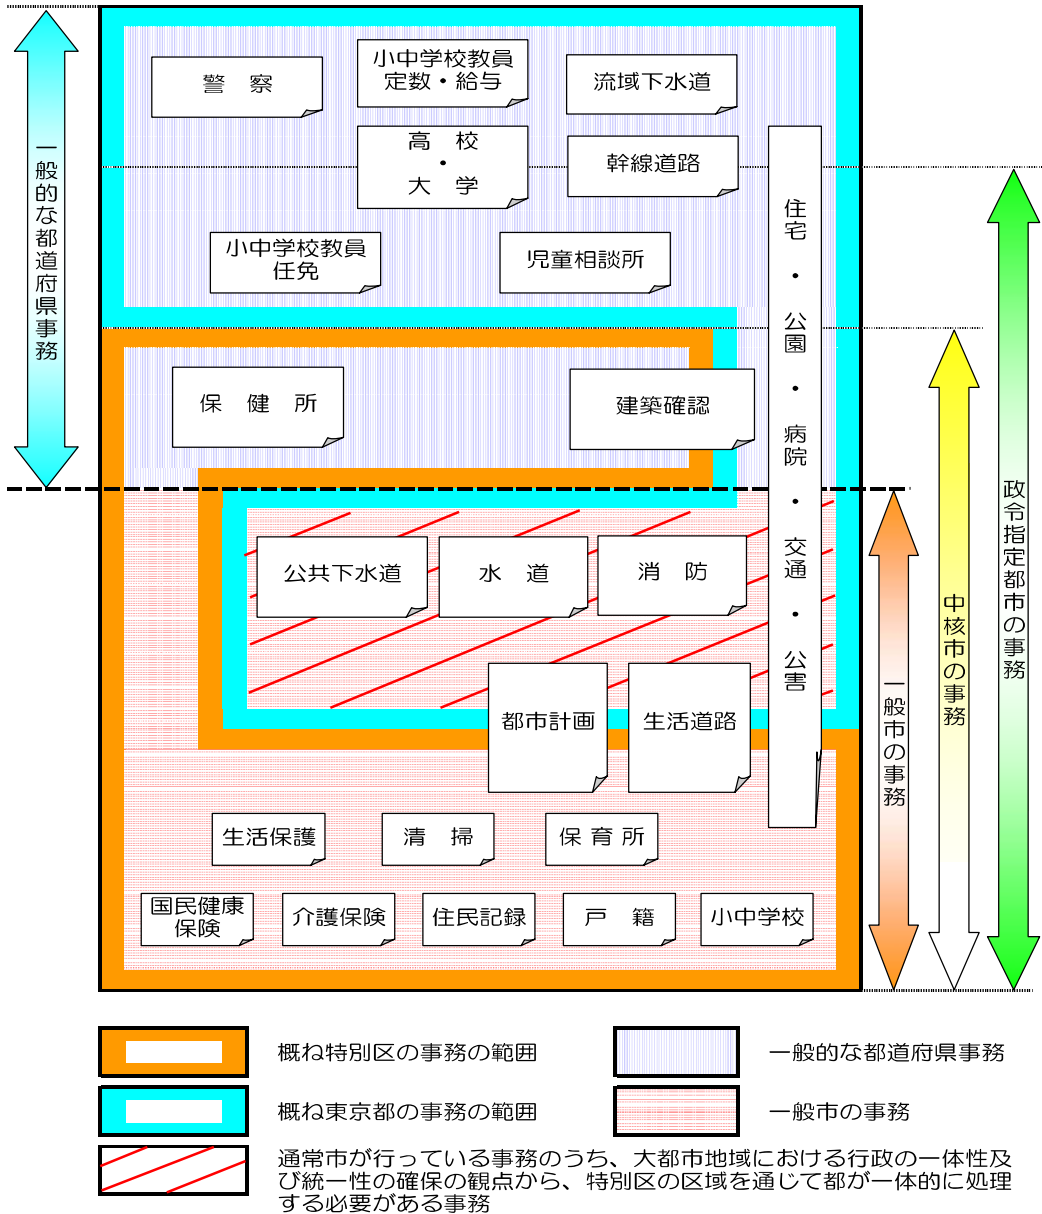 警　察
小中学校教員
定数・給与
流域下水道
高　校
・
大　学
幹線道路
小中学校教員
任免
児童相談所
保　健　所
建築確認
住宅　・　公園　・　病院　・　交通　・　公害
公共下水道
水　道
消　防
都市計画
生活道路
生活保護
清　掃
保 育 所
国民健康
保険
介護保険
住民記録
戸　籍
小中学校
一般的な都道府県事務
一般市の事務
中核市の事務
政令指定都市の事務
概ね特別区の事務の範囲
一般的な都道府県事務
概ね東京都の事務の範囲
一般市の事務
通常市が行っている事務のうち、大都市地域における行政の一体性及
び統一性の確保の観点から、特別区の区域を通じて都が一体的に処理
する必要がある事務